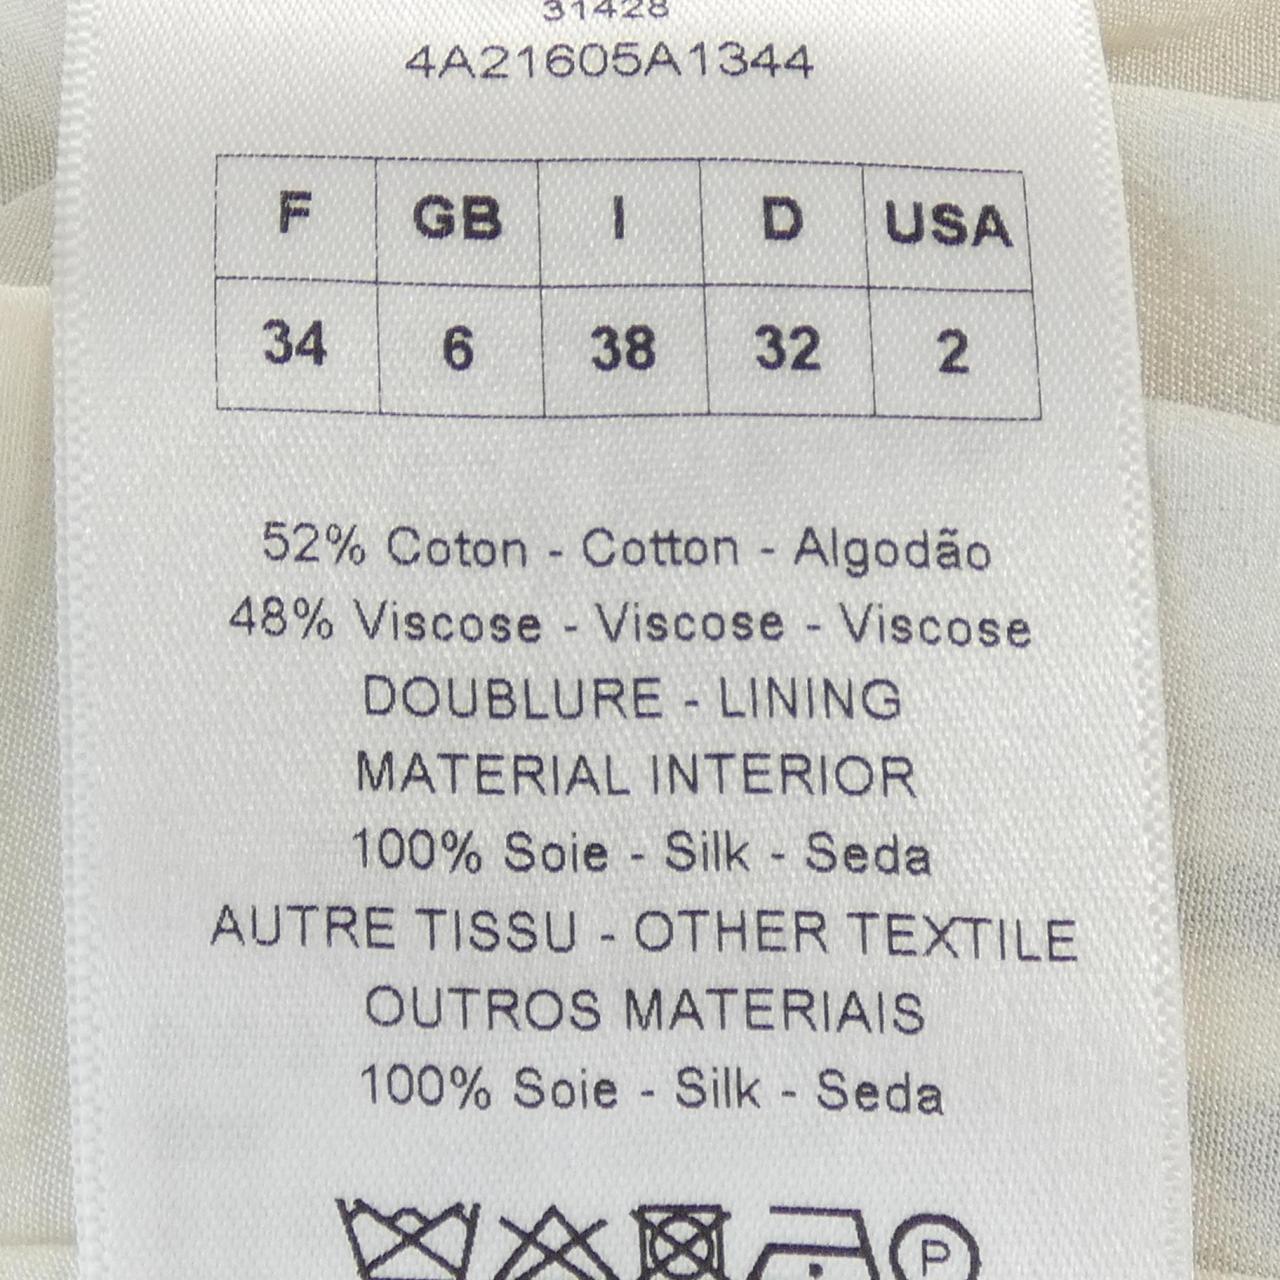 31428
4A21605A1344
F GB I D USA
34 6 38 32 2
52% Coton - Cotton - Algodão
48% Viscose - Viscose - Viscose
DOUBLURE - LINING
MATERIAL INTERIOR
100% Soie - Silk - Seda
AUTRE TISSU - OTHER TEXTILE
OUTROS MATERIAIS
100% Soie - Silk - Seda
P